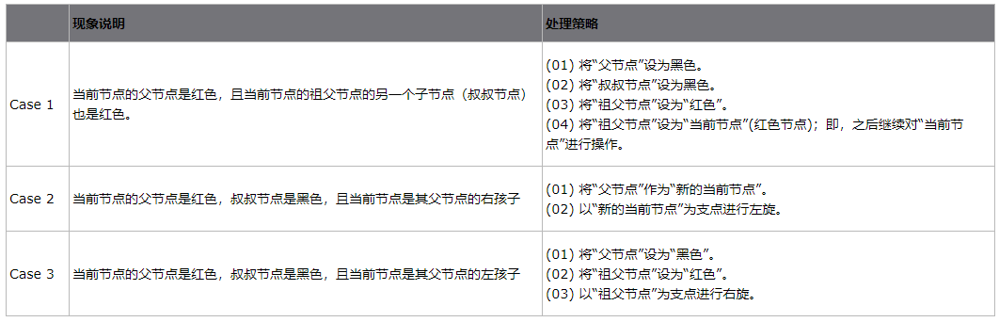 现象说明
处理策略
Case 1
当前节点的父节点是红色，且当前节点的祖父节点的另一个子节点（叔叔节点）
也是红色。
(01) 将“父节点”设为黑色。
(02) 将“叔叔节点”设为黑色。
(03) 将“祖父节点”设为“红色”。
(04) 将“祖父节点”设为“当前节点”(红色节点)；即，之后继续对“当前节
点”进行操作。
Case 2
当前节点的父节点是红色，叔叔节点是黑色，且当前节点是其父节点的右孩子
(01) 将“父节点”作为“新的当前节点”。
(02) 以“新的当前节点”为支点进行左旋。
Case 3
当前节点的父节点是红色，叔叔节点是黑色，且当前节点是其父节点的左孩子
(01) 将“父节点”设为“黑色”。
(02) 将“祖父节点”设为“红色”。
(03) 以“祖父节点”为支点进行右旋。